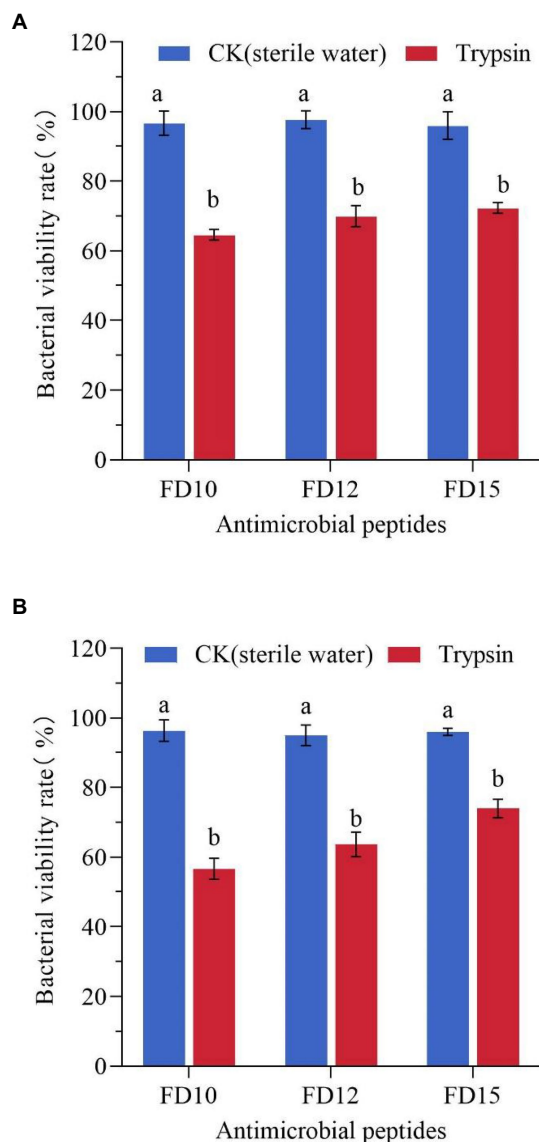 A
CK(sterile water) Trypsin
120
100
80
60
40
20
0
Bacterial viability rate( %)
a
b
a
b
a
b
FD10 FD12 FD15
Antimicrobial peptides
B
CK(sterile water) Trypsin
120
100
80
60
40
20
0
Bacterial viability rate( %)
a
b
a
b
a
b
FD10 FD12 FD15
Antimicrobial peptides